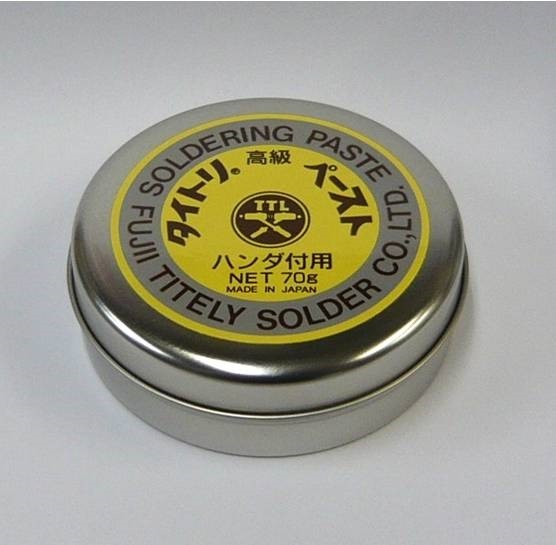 SOLDERING PASTE
高級
タイトリ® ペースト
TTL
ハンダ付用
NET 70g
MADE IN JAPAN
FUJII TITELY SOLDER CO.,LTD.